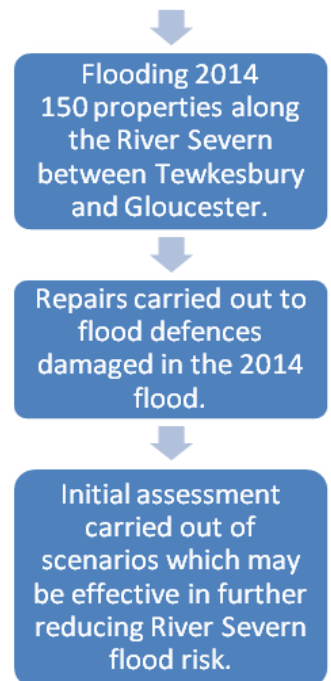 Flooding 2014
150 properties along
the River Severn
between Tewkesbury
and Gloucester.
Repairs carried out to
flood defences
damaged in the 2014
flood.
Initial assessment
carried out of
scenarios which may
be effective in further
reducing River Severn
flood risk.